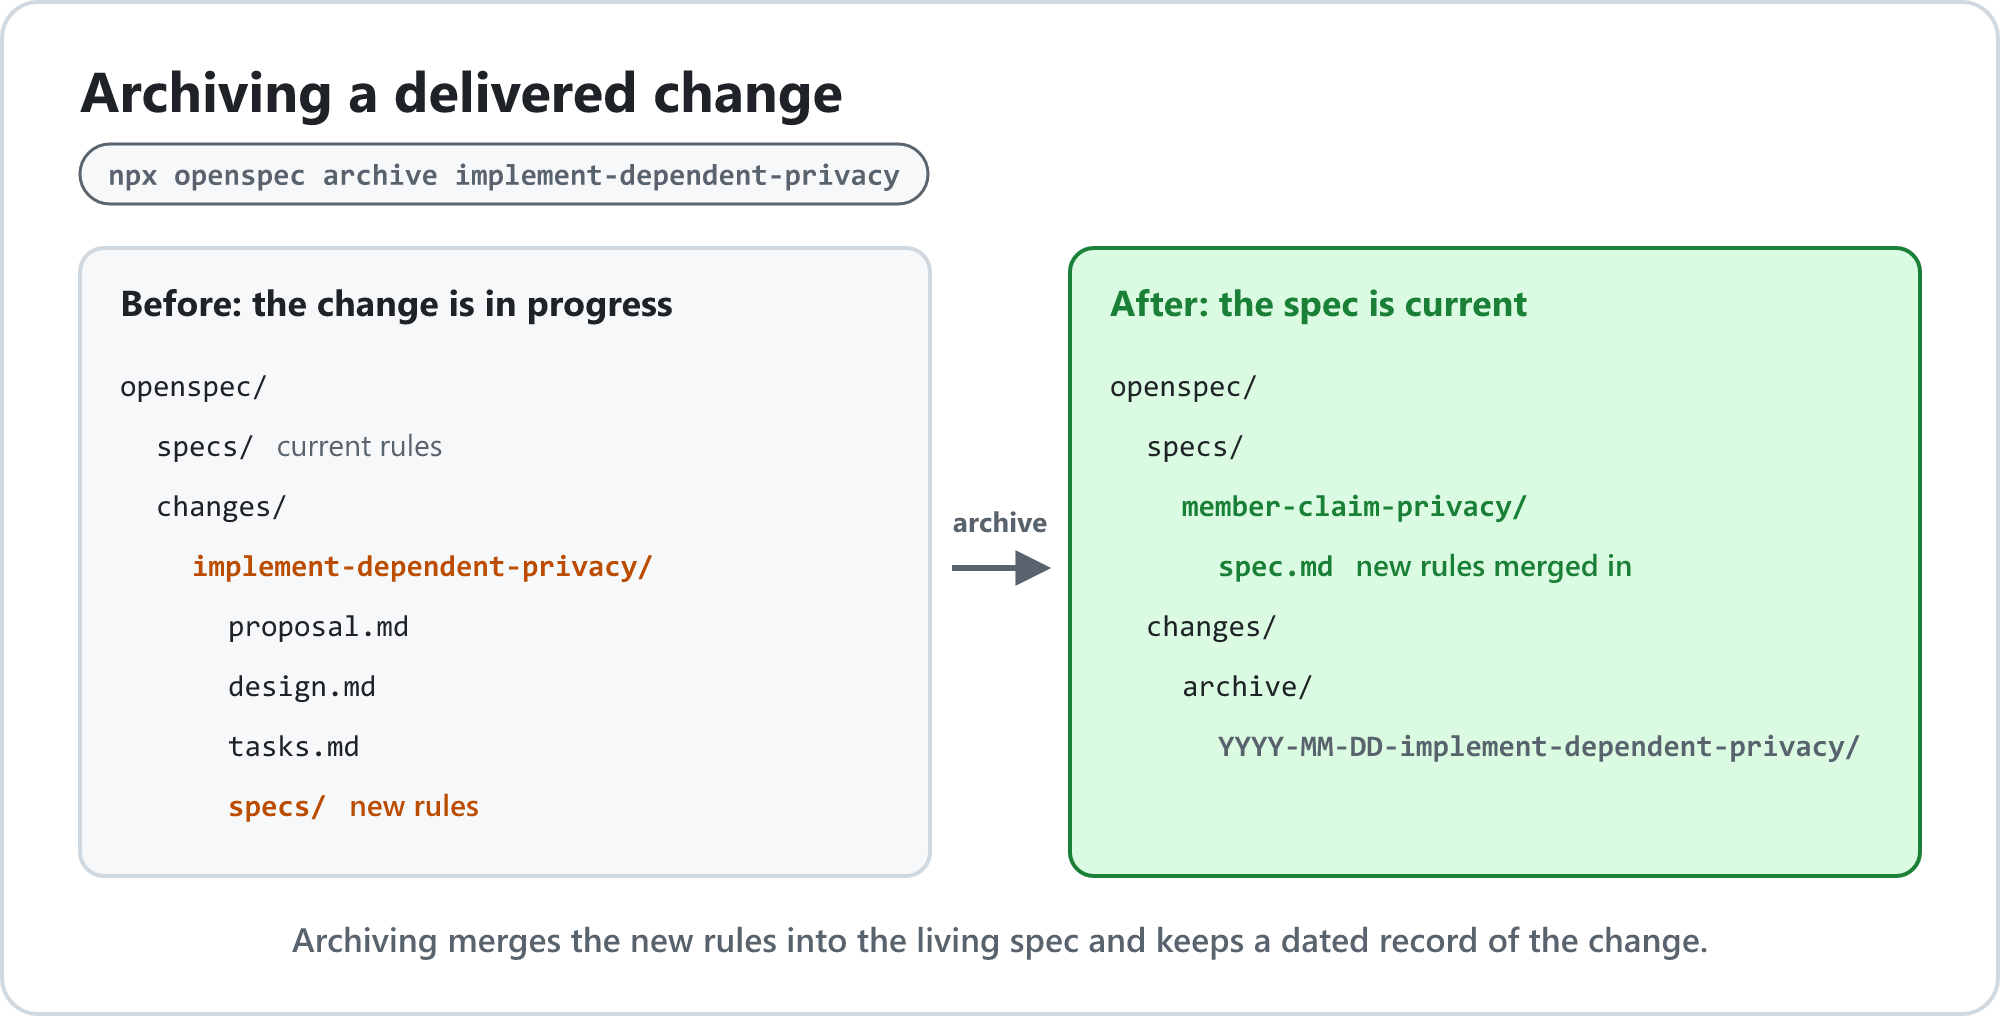 Archiving a delivered change
npx openspec archive implement-dependent-privacy
Before: the change is in progress
openspec/
specs/ current rules
changes/
implement-dependent-privacy/
proposal.md
design.md
tasks.md
specs/ new rules
archive
After: the spec is current
openspec/
specs/
member-claim-privacy/
spec.md new rules merged in
changes/
archive/
YYYY-MM-DD-implement-dependent-privacy/
Archiving merges the new rules into the living spec and keeps a dated record of the change.